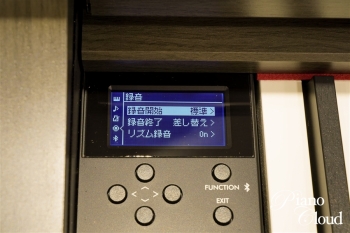 録音
録音開始 標準>
録音終了 差し替え>
リズム録音 On>
FUNCTION
EXIT
Piano
Cloud